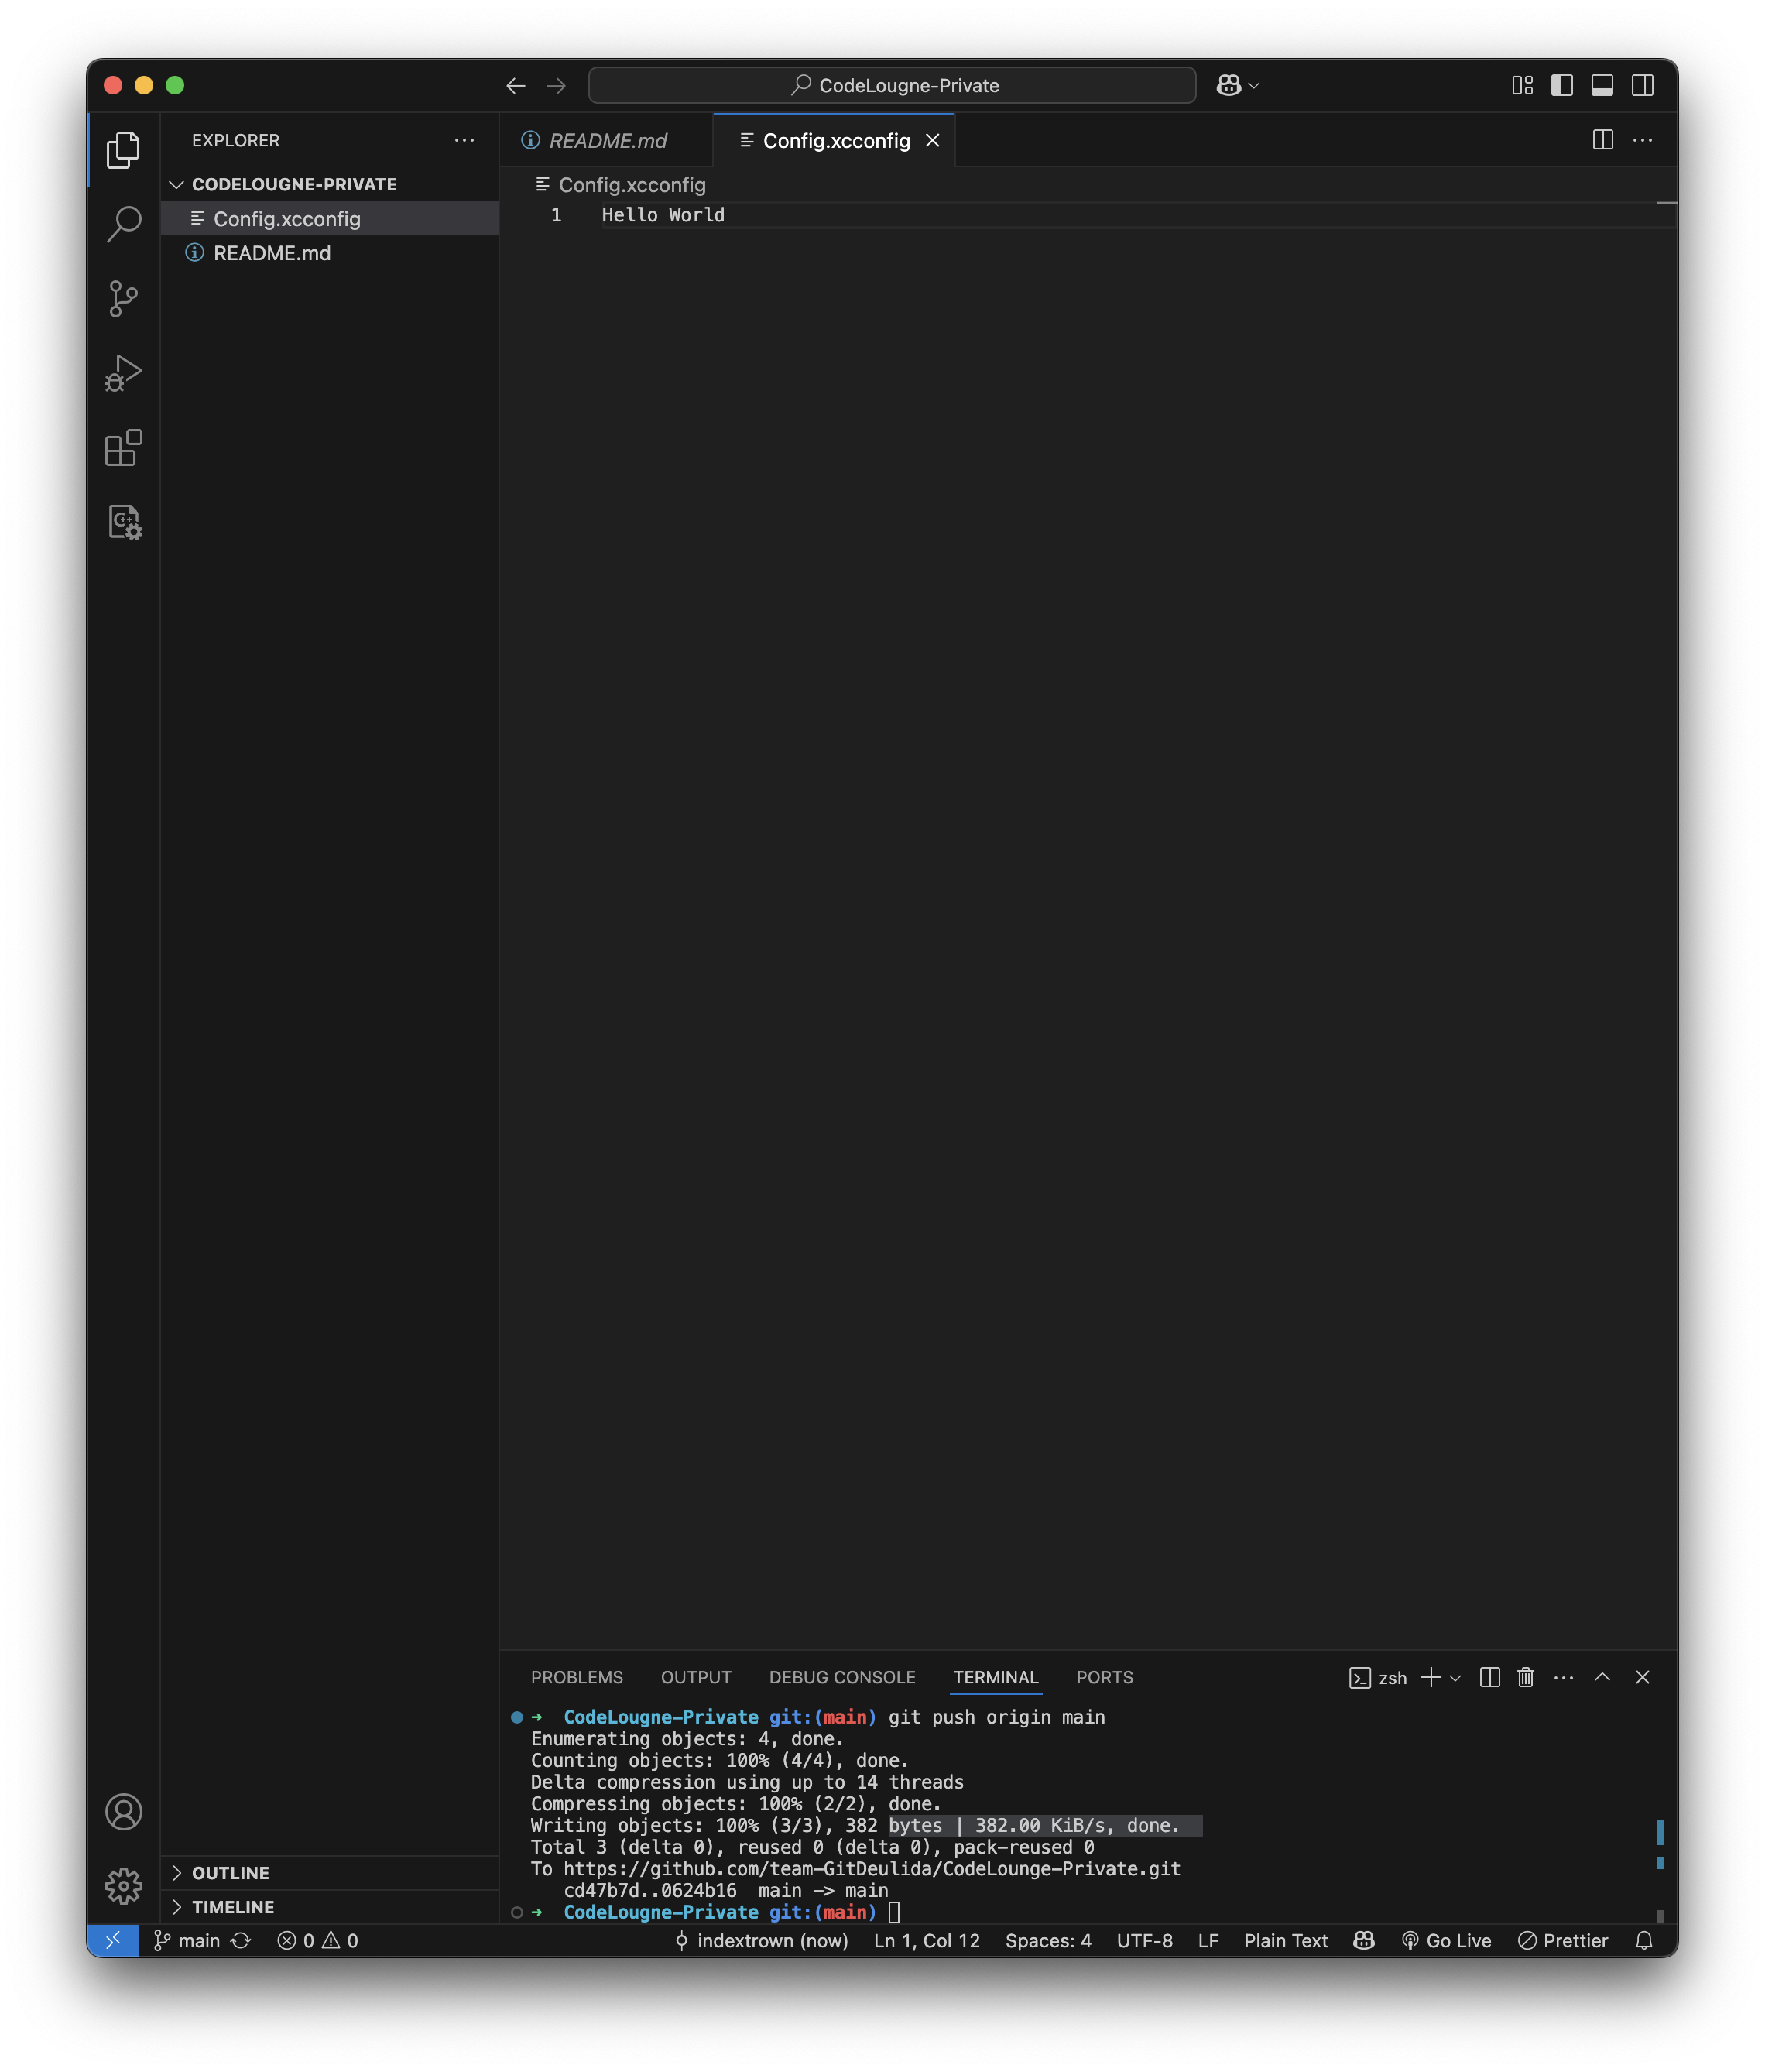 CodeLougne-Private
EXPLORER
README.md
Config.xcconfig
CODELOUGNE-PRIVATE
Config.xcconfig
README.md
Config.xcconfig
1 Hello World
PROBLEMS OUTPUT DEBUG CONSOLE TERMINAL PORTS
zsh
➜ CodeLougne-Private git:(main) git push origin main
Enumerating objects: 4, done.
Counting objects: 100% (4/4), done.
Delta compression using up to 14 threads
Compressing objects: 100% (2/2), done.
Writing objects: 100% (3/3), 382 bytes | 382.00 KiB/s, done.
Total 3 (delta 0), reused 0 (delta 0), pack-reused 0
To https://github.com/team-GitDeulida/CodeLounge-Private.git
cd47b7d..0624b16 main -> main
➜ CodeLougne-Private git:(main)
OUTLINE
TIMELINE
main 0 0 indextrown (now) Ln 1, Col 12 Spaces: 4 UTF-8 LF Plain Text Go Live Prettier